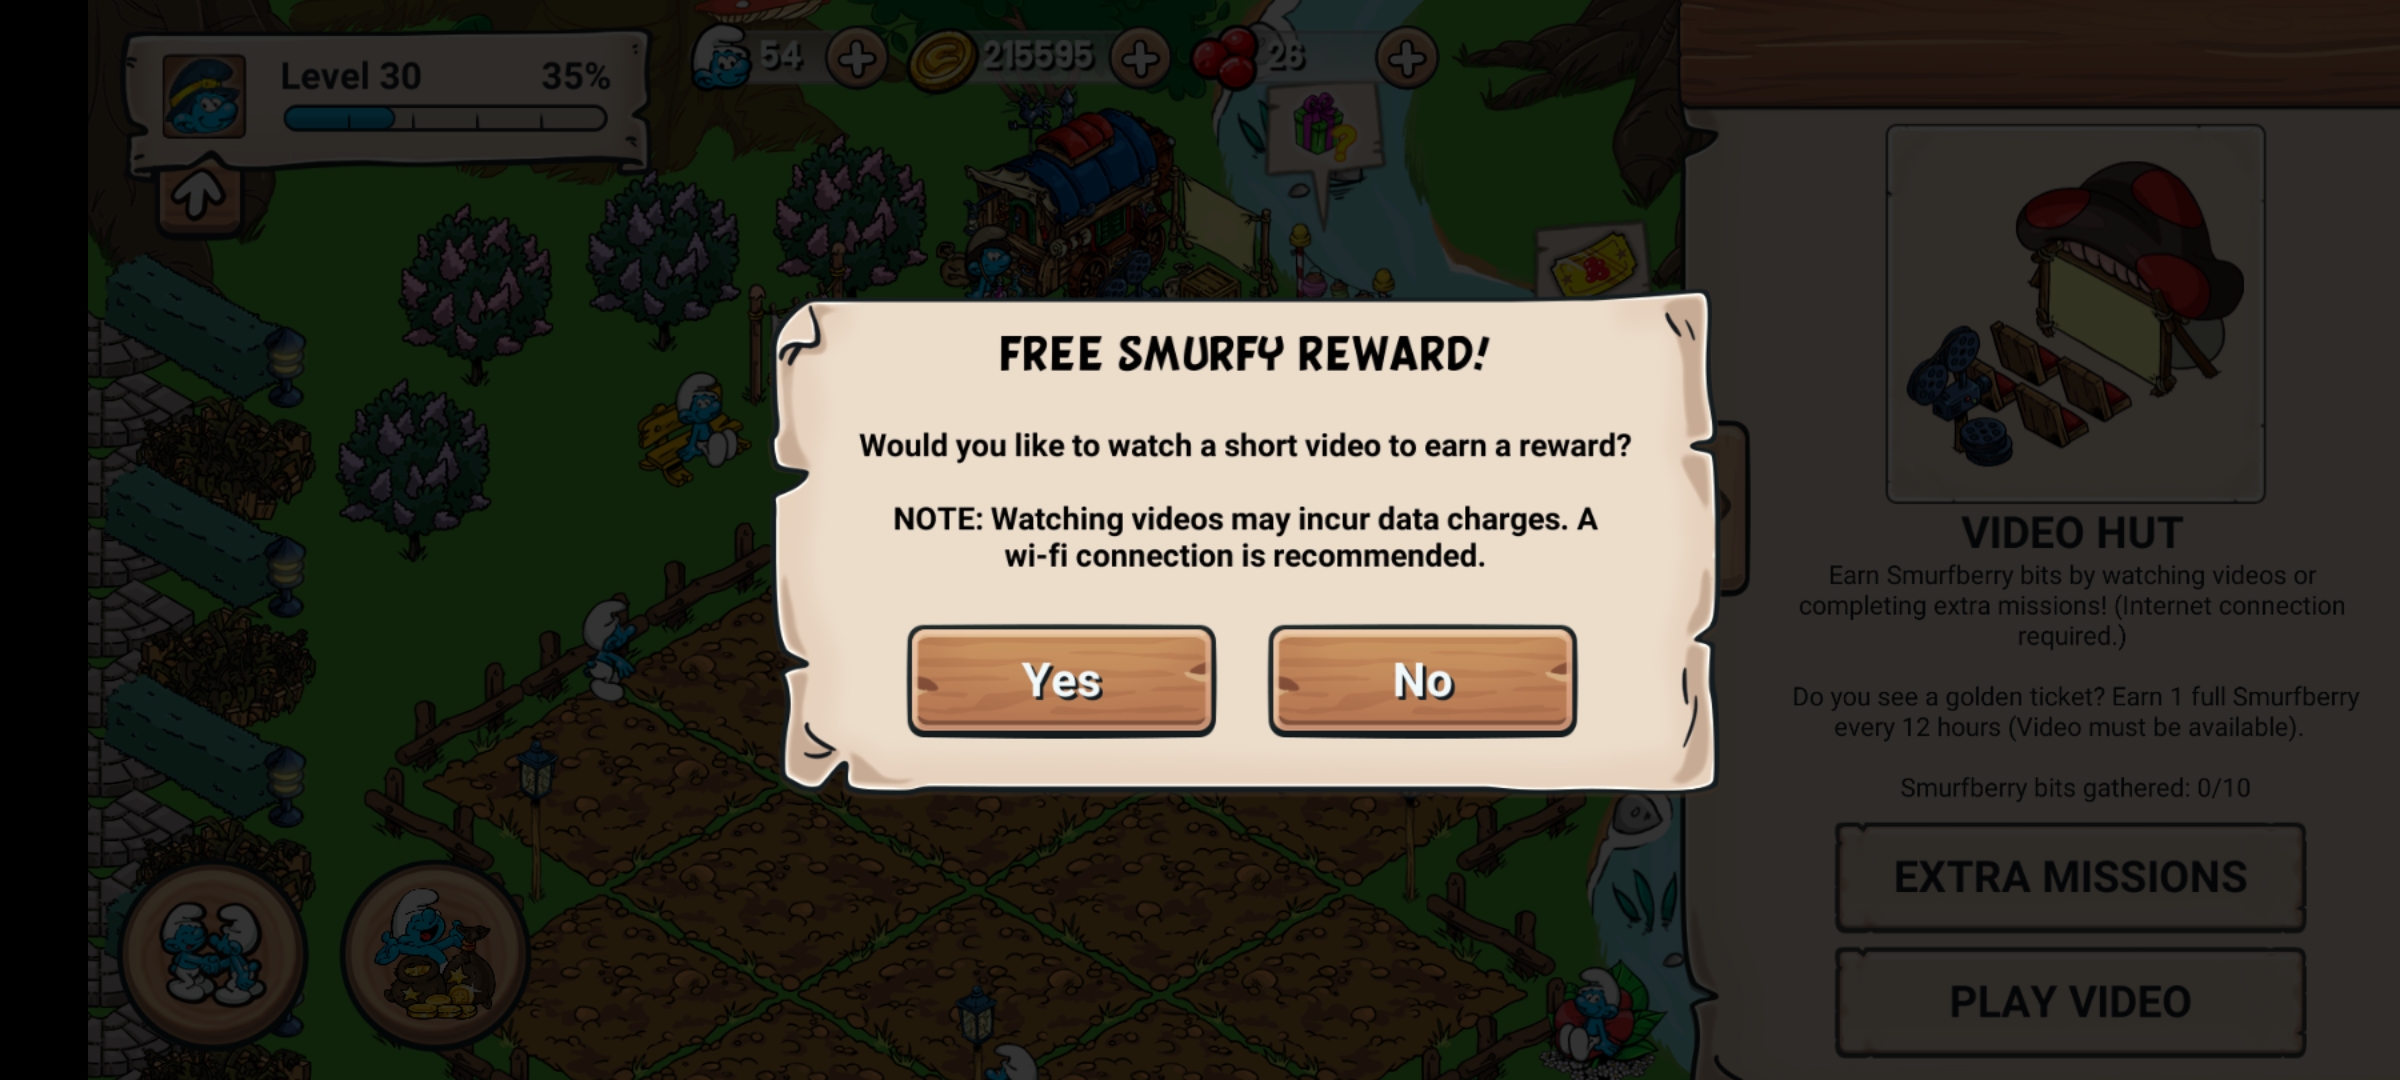 Level 30
35%
54
215595
26
FREE SMURFY REWARD!
Would you like to watch a short video to earn a reward?
NOTE: Watching videos may incur data charges. A
wi-fi connection is recommended.
Yes
No
VIDEO HUT
Earn Smurfberry bits by watching videos or
completing extra missions! (Internet connection
required.)
Do you see a golden ticket? Earn 1 full Smurfberry
every 12 hours (Video must be available).
Smurfberry bits gathered: 0/10
EXTRA MISSIONS
PLAY VIDEO